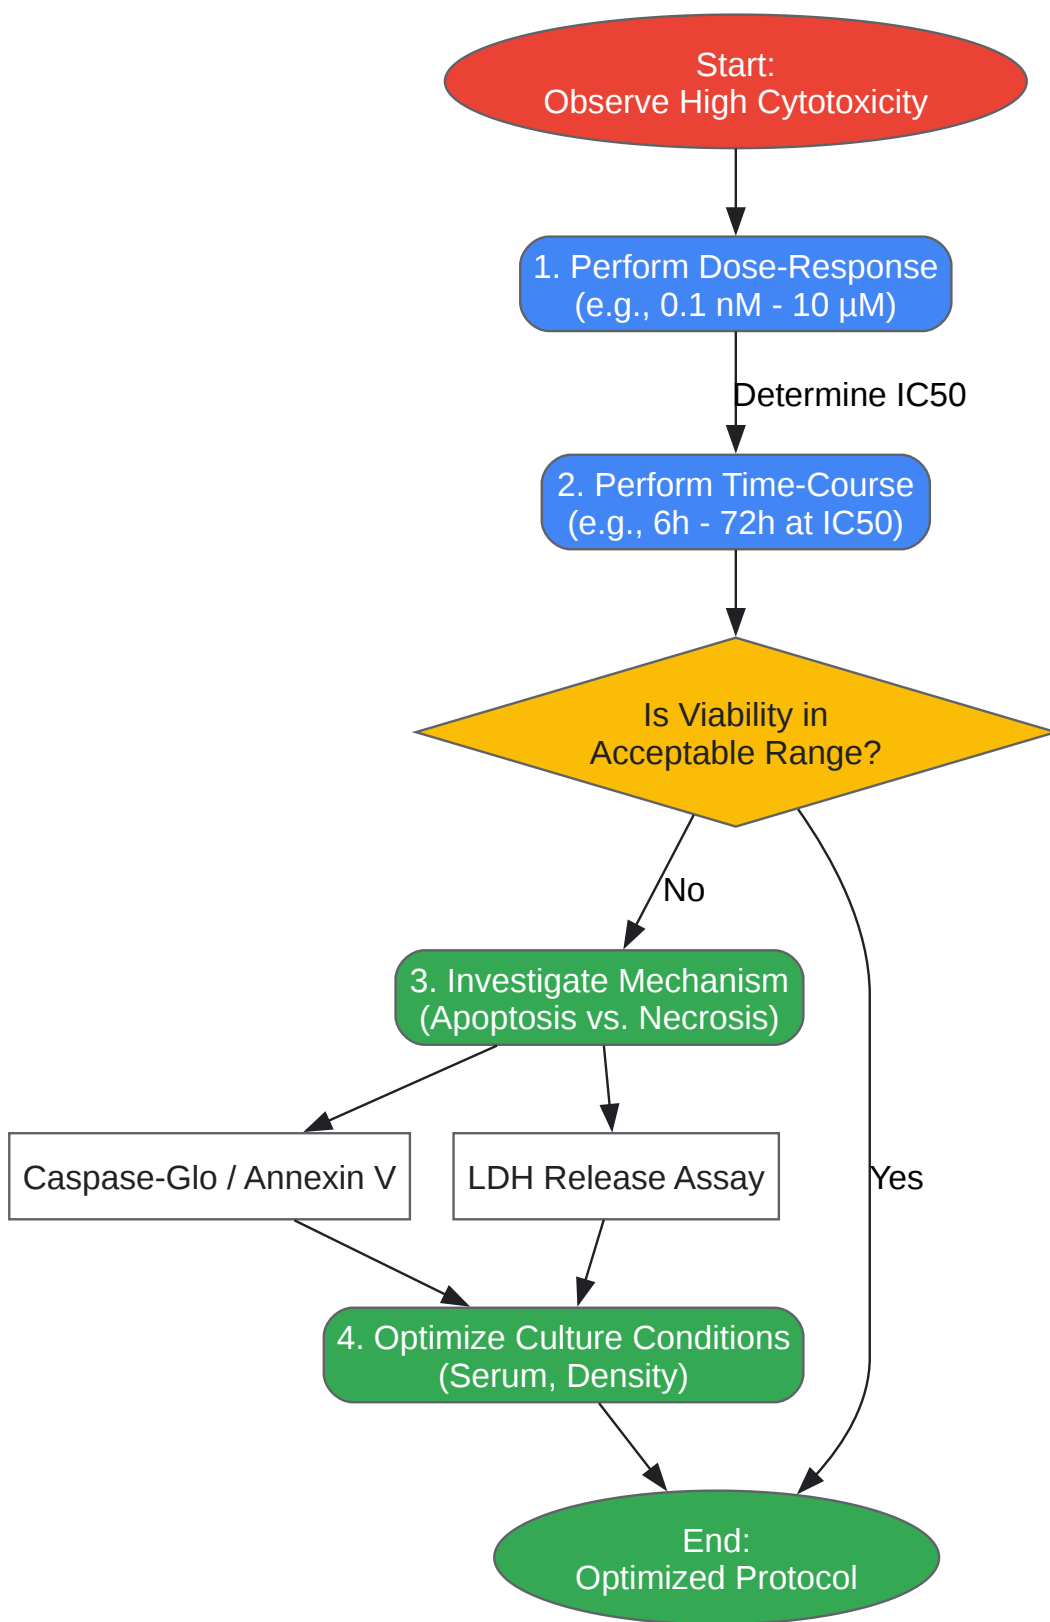 Start:
Observe High Cytotoxicity
1. Perform Dose-Response
(e.g., 0.1 nM - 10 µM)
Determine IC50
2. Perform Time-Course
(e.g., 6h - 72h at IC50)
Is Viability in
Acceptable Range?
No
3. Investigate Mechanism
(Apoptosis vs. Necrosis)
Caspase-Glo / Annexin V
LDH Release Assay
Yes
4. Optimize Culture Conditions
(Serum, Density)
End:
Optimized Protocol